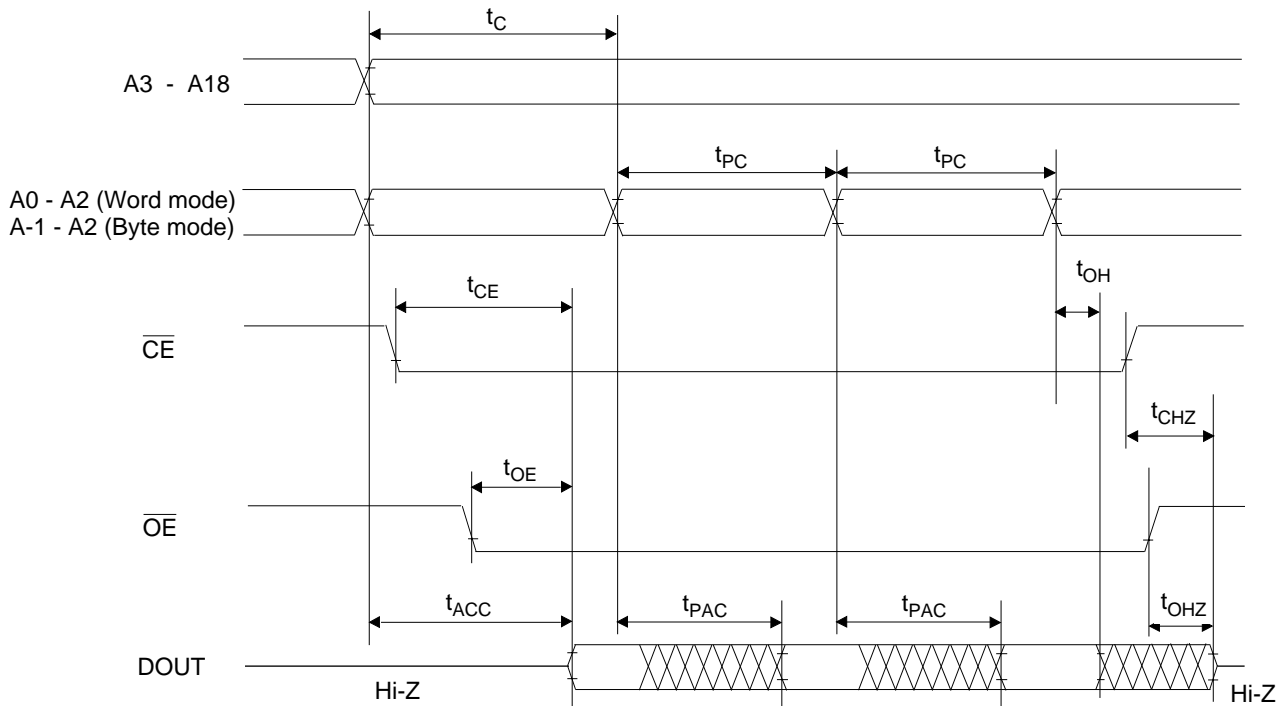 tC
A3 - A18
tPC
tPC
A0 - A2 (Word mode)
A-1 - A2 (Byte mode)
tOH
tCE
CE
tCHZ
tOE
OE
tACC
tPAC
tPAC
tOHZ
DOUT
Hi-Z
Hi-Z